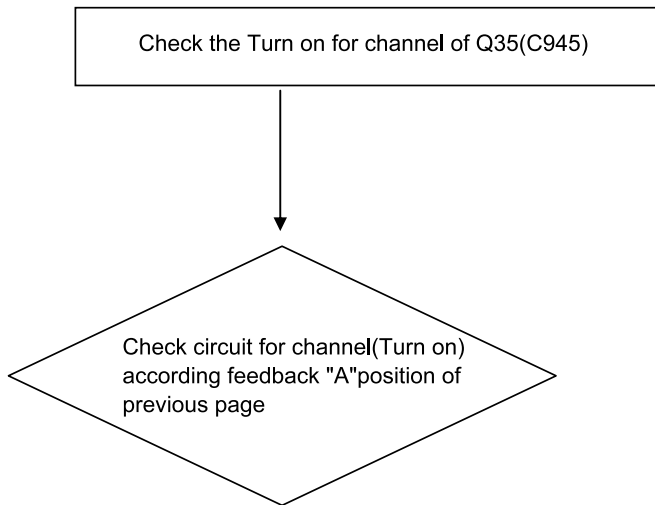 Check the Turn on for channel of Q35(C945)
Check circuit for channel(Turn on)
according feedback "A"position of
previous page